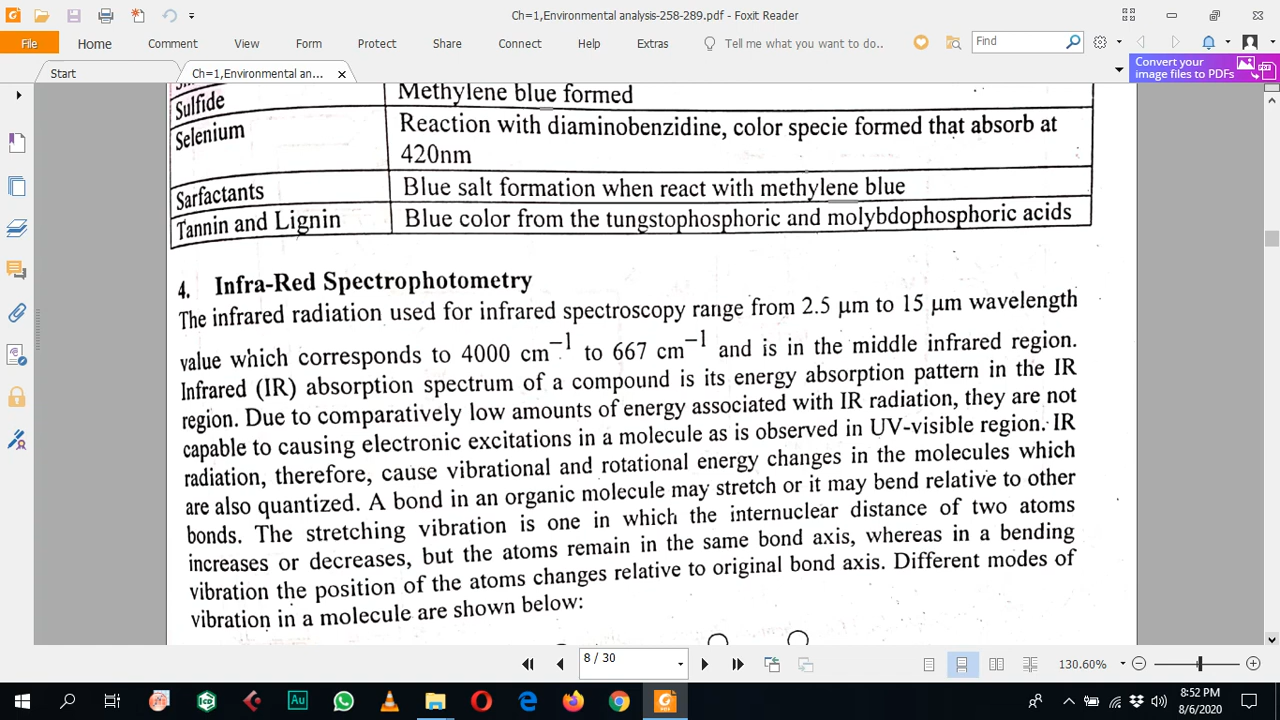 Ch=1,Environmental analysis-258-289.pdf - Foxit Reader
File Home Comment View Form Protect Share Connect Help Extras Tell me what you want to do.. Find
Start Ch=1,Environmental an...
Convert your
image files to PDFs
Sulfide Methylene blue formed
Selenium Reaction with diaminobenzidine, color specie formed that absorb at
420nm
Sarfactants Blue salt formation when react with methylene blue
Tannin and Lignin Blue color from the tungstophosphoric and molybdophosphoric acids
4. Infra-Red Spectrophotometry
The infrared radiation used for infrared spectroscopy range from 2.5 µm to 15 µm wavelength
value which corresponds to 4000 cm⁻¹ to 667 cm⁻¹ and is in the middle infrared region.
Infrared (IR) absorption spectrum of a compound is its energy absorption pattern in the IR
region. Due to comparatively low amounts of energy associated with IR radiation, they are not
capable to causing electronic excitations in a molecule as is observed in UV-visible region. IR
radiation, therefore, cause vibrational and rotational energy changes in the molecules which
are also quantized. A bond in an organic molecule may stretch or it may bend relative to other
bonds. The stretching vibration is one in which the internuclear distance of two atoms
increases or decreases, but the atoms remain in the same bond axis, whereas in a bending
vibration the position of the atoms changes relative to original bond axis. Different modes of
vibration in a molecule are shown below:
8 / 30
130.60%
Au
8:52 PM
8/6/2020